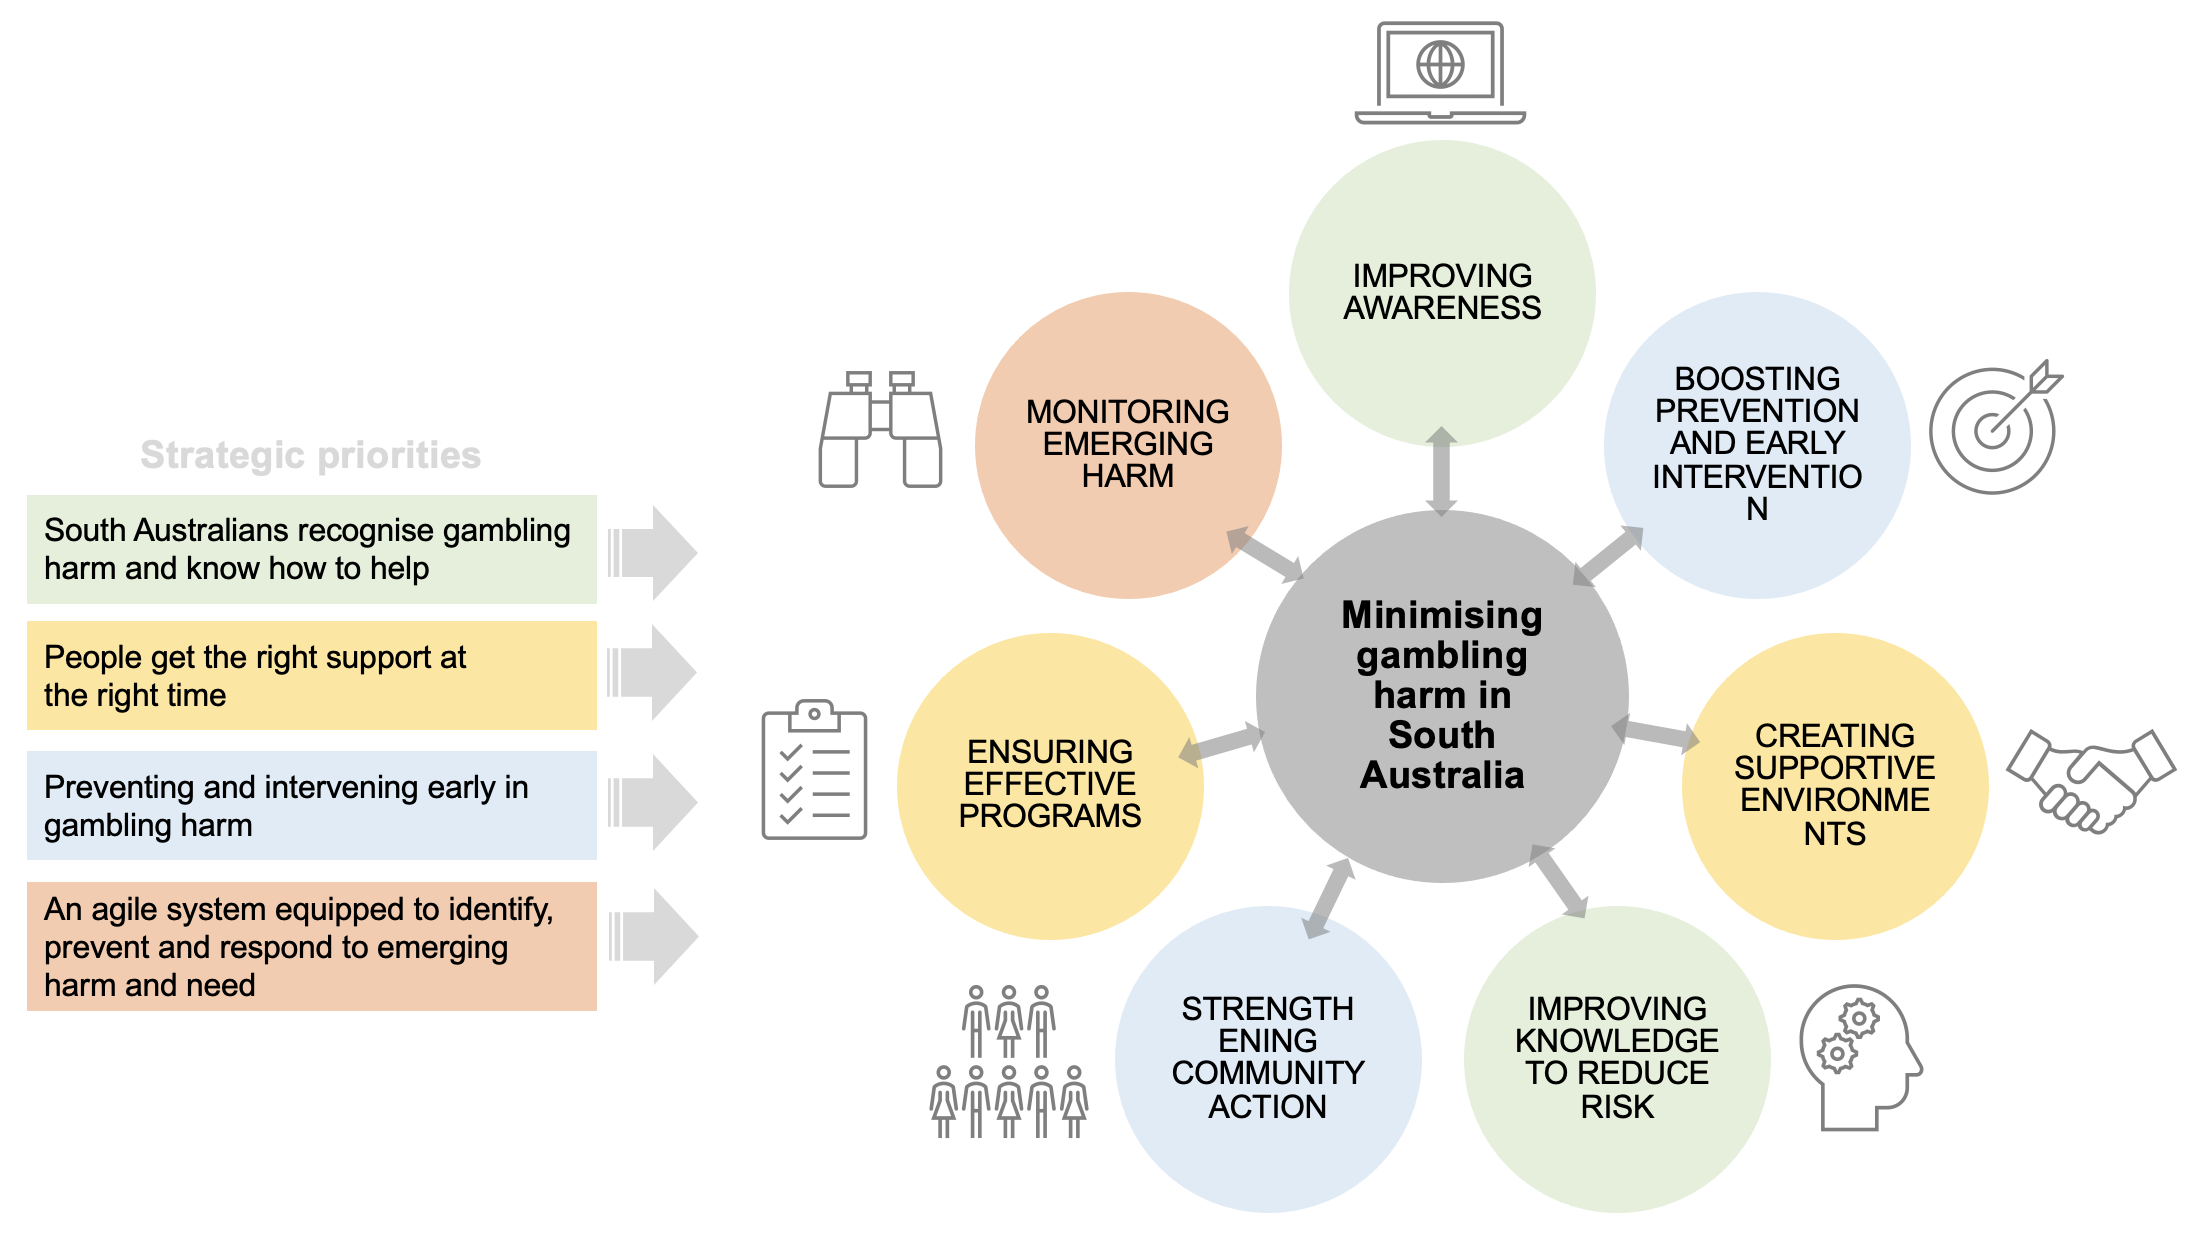 Strategic priorities
South Australians recognise gambling
harm and know how to help
People get the right support at
the right time
Preventing and intervening early in
gambling harm
An agile system equipped to identify,
prevent and respond to emerging
harm and need
IMPROVING
AWARENESS
BOOSTING
PREVENTION
AND EARLY
INTERVENTIO
N
CREATING
SUPPORTIVE
ENVIRONME
NTS
IMPROVING
KNOWLEDGE
TO REDUCE
RISK
STRENGTH
ENING
COMMUNITY
ACTION
ENSURING
EFFECTIVE
PROGRAMS
MONITORING
EMERGING
HARM
Minimising
gambling
harm in
South
Australia